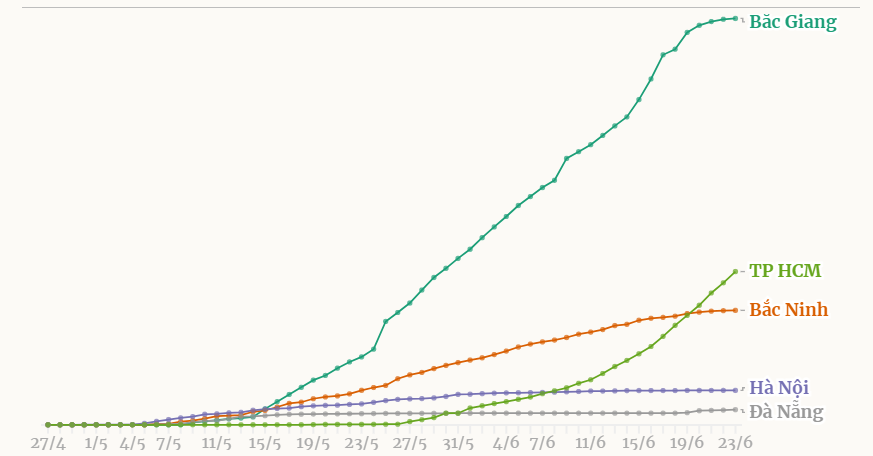 Bắc Giang
TP HCM
Bắc Ninh
Hà Nội
Đà Nẵng
27/4 1/5 4/5 7/5 11/5 15/5 19/5 23/5 27/5 31/5 4/6 7/6 11/6 15/6 19/6 23/6